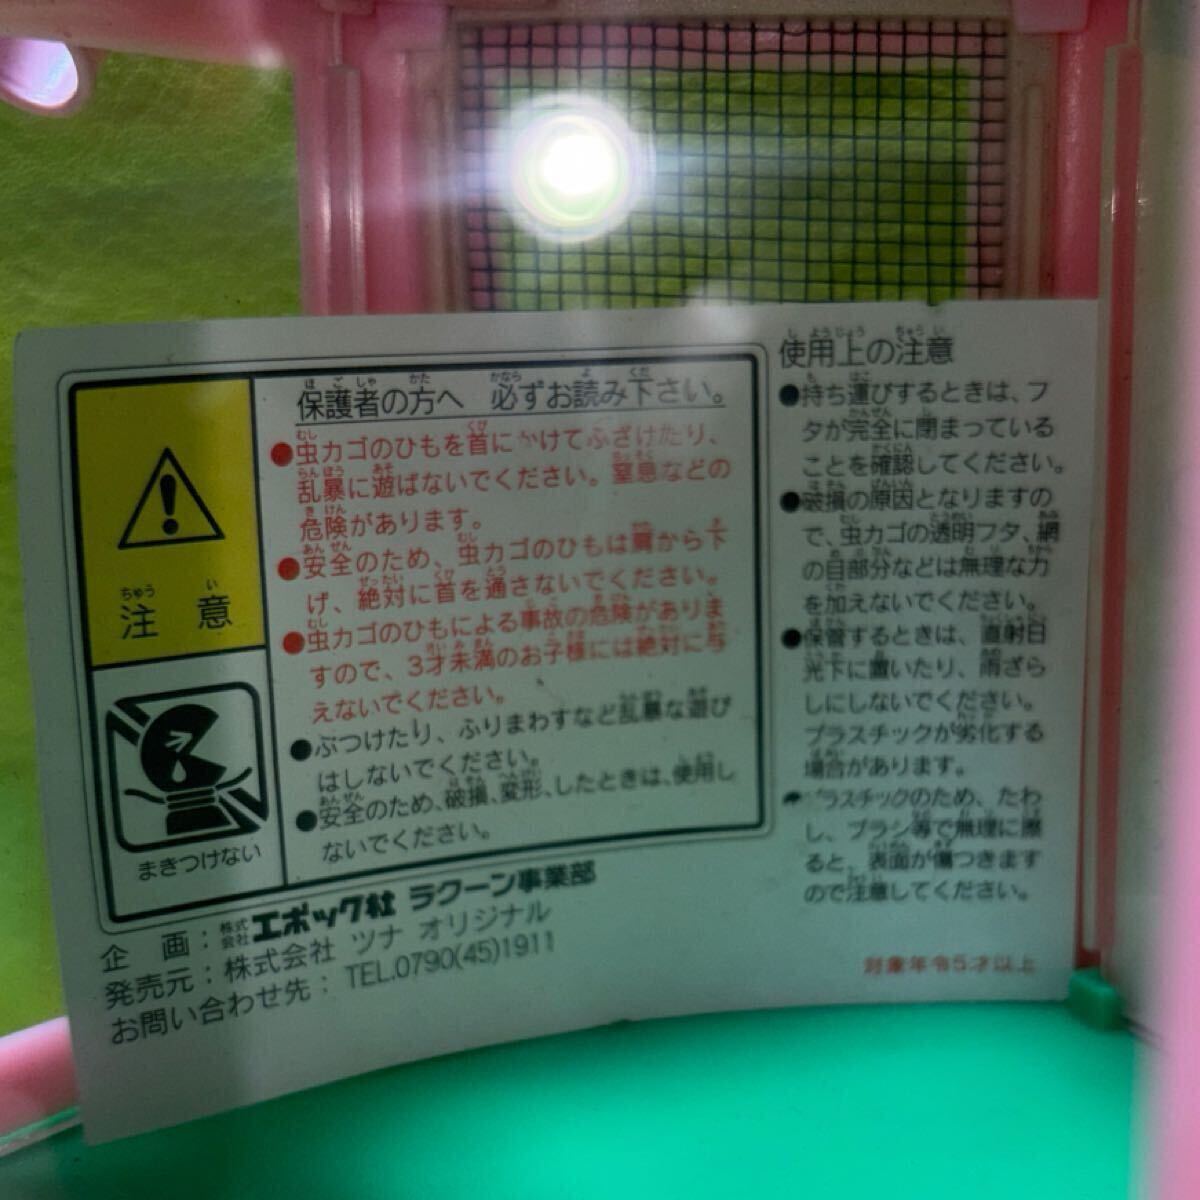 注意
まきつけない
保護者の方へ 必ずお読み下さい。
●虫カゴのひもを首にかけてふざけたり、
乱暴に遊ばないでください。窒息などの
危険があります。
●安全のため、虫カゴのひもは肩から下
げ、絶対に首を通さないでください。
●虫カゴのひもによる事故の危険がありま
すので、3才未満のお子様には絶対に与
えないでください。
●ぶつけたり、ふりまわすなど乱暴な遊び
はしないでください。
●安全のため、破損、変形、したときは、使用し
ないでください。
企画:株式会社エポック社 ラクーン事業部
発売元:株式会社 ツナ オリジナル
お問い合わせ先:TEL.0790(45)1911
使用上の注意
●持ち運びするときは、フ
タが完全に閉まっている
ことを確認してください。
●破損の原因となりますの
で、虫カゴの透明フタ、網
の目部分などは無理な力
を加えないでください。
●保管するときは、直射日
光下に置いたり、雨ざら
しにしないでください。
プラスチックが劣化する
場合があります。
●プラスチックのため、たわ
し、ブラシ等で無理に擦
ると、表面が傷つきます
ので注意してください。
対象年令5才以上